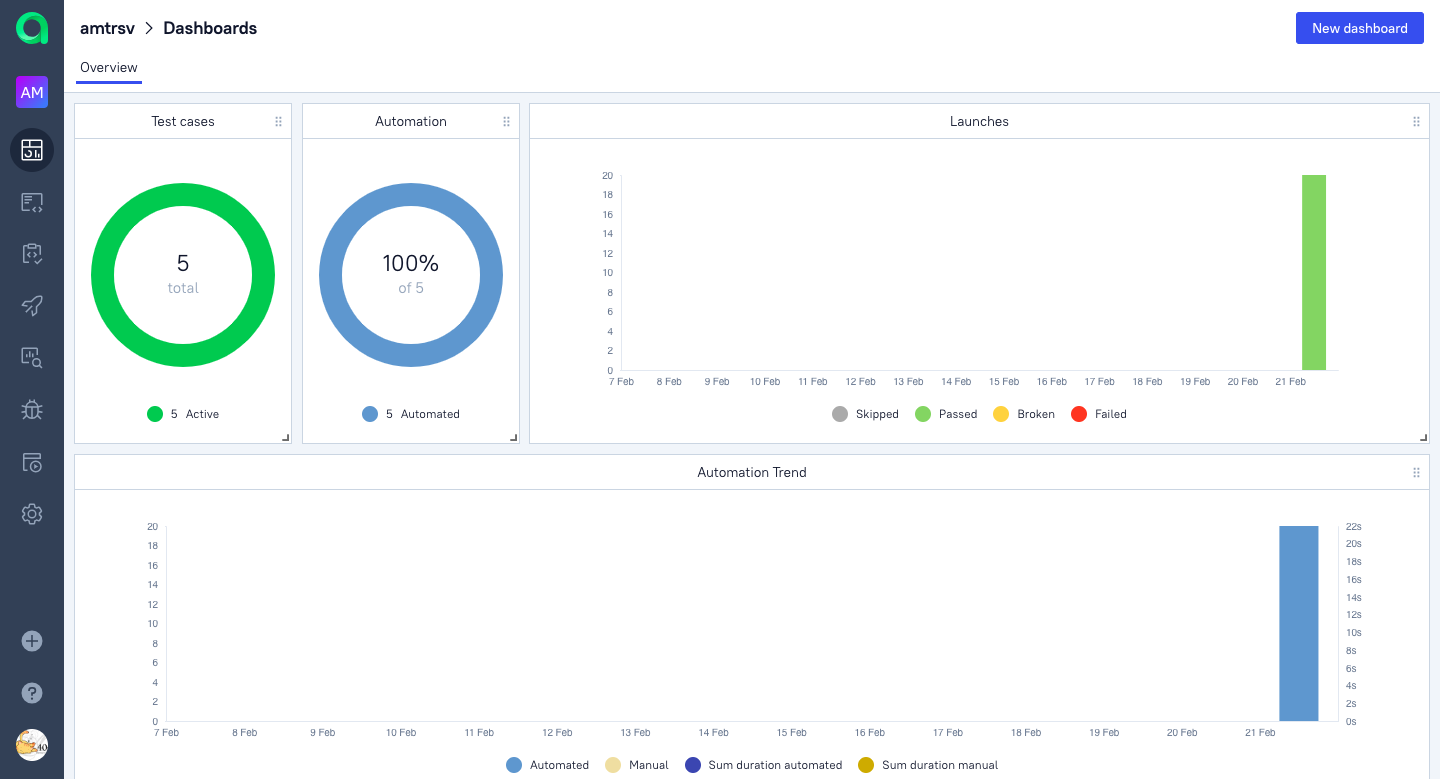 amtrsv > Dashboards
New dashboard
Overview
AM
Test cases
5
total
5 Active
Automation
100%
of 5
5 Automated
Launches
20
18
16
14
12
10
8
6
4
2
0
7 Feb 8 Feb 9 Feb 10 Feb 11 Feb 12 Feb 13 Feb 14 Feb 15 Feb 16 Feb 17 Feb 18 Feb 19 Feb 20 Feb 21 Feb
Skipped Passed Broken Failed
Automation Trend
20
18
16
14
12
10
8
6
4
2
0
22s
20s
18s
16s
14s
12s
10s
8s
6s
4s
2s
0s
7 Feb 8 Feb 9 Feb 10 Feb 11 Feb 12 Feb 13 Feb 14 Feb 15 Feb 16 Feb 17 Feb 18 Feb 19 Feb 20 Feb 21 Feb
Automated Manual Sum duration automated Sum duration manual